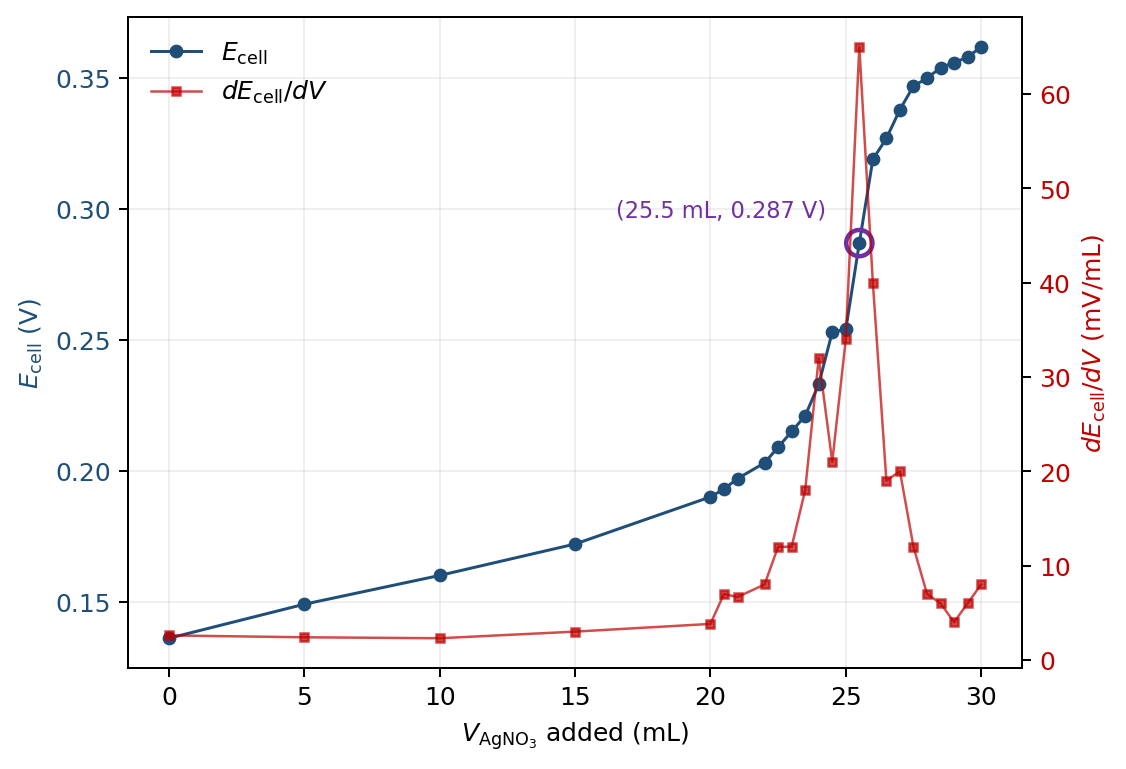 E_cell
dE_cell/dV
(25.5 mL, 0.287 V)
0.35
0.30
0.25
0.20
0.15
E_cell (V)
60
50
40
30
20
10
0
dE_cell/dV (mV/mL)
0 5 10 15 20 25 30
V_AgNO₃ added (mL)